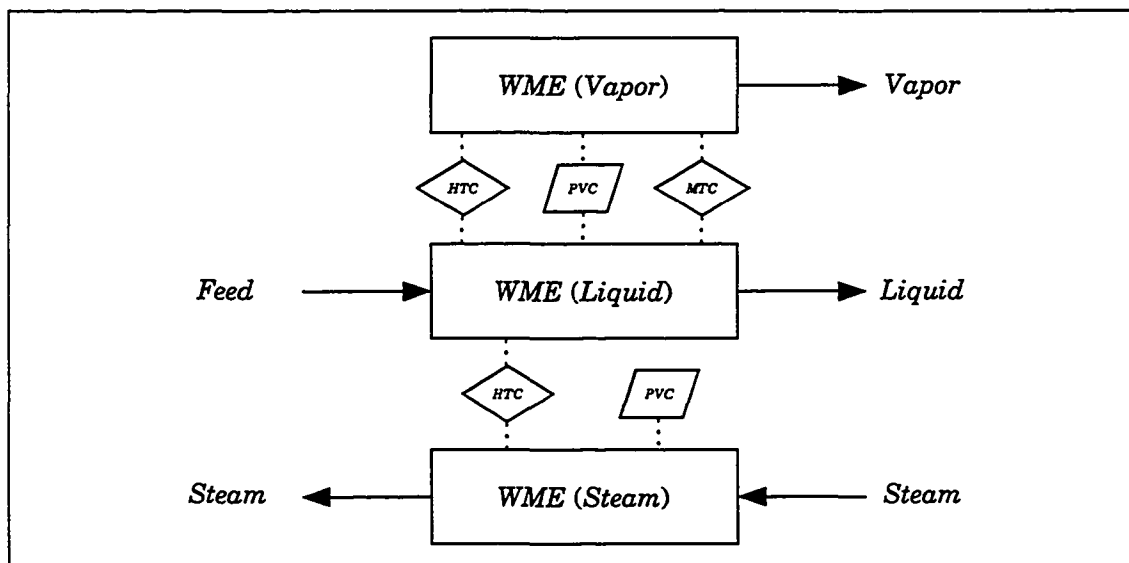 WME (Vapor)
Vapor
HTC
PVC
MTC
Feed
WME (Liquid)
Liquid
HTC
PVC
Steam
WME (Steam)
Steam